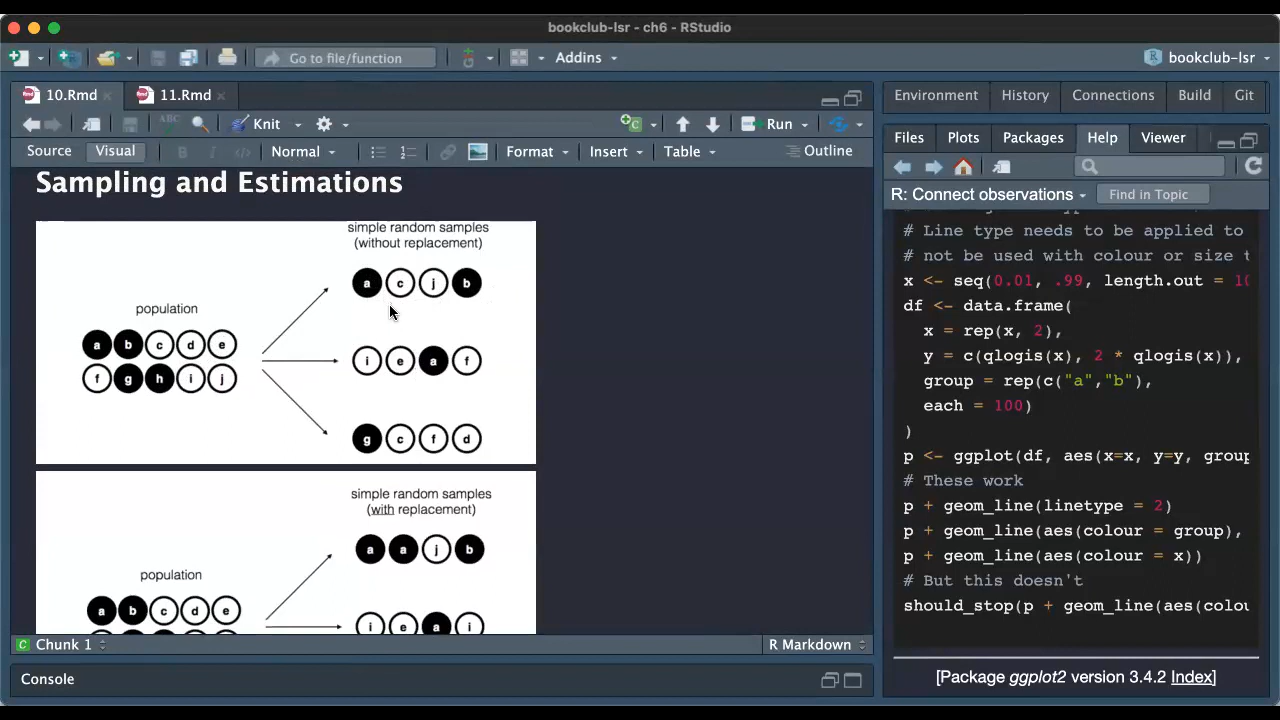 bookclub-lsr - ch6 - RStudio
Go to file/function
Addins
bookclub-lsr
10.Rmd
11.Rmd
ABC
Knit
Run
Source
Visual
B
I
Normal
Format
Insert
Table
Outline
Sampling and Estimations
simple random samples
(without replacement)
a c j b
population
a b c d e
f g h i j
i e a f
g c f d
simple random samples
(with replacement)
a a j b
population
a b c d e
i e a i
Chunk 1
R Markdown
Console
Environment
History
Connections
Build
Git
Files
Plots
Packages
Help
Viewer
R: Connect observations
Find in Topic
# Line type needs to be applied to
# not be used with colour or size t
x <- seq(0.01, .99, length.out = 10
df <- data.frame(
x = rep(x, 2),
y = c(qlogis(x), 2 * qlogis(x)),
group = rep(c("a","b"),
each = 100)
)
p <- ggplot(df, aes(x=x, y=y, group
# These work
p + geom_line(linetype = 2)
p + geom_line(aes(colour = group),
p + geom_line(aes(colour = x))
# But this doesn't
should_stop(p + geom_line(aes(colou
[Package ggplot2 version 3.4.2 Index]